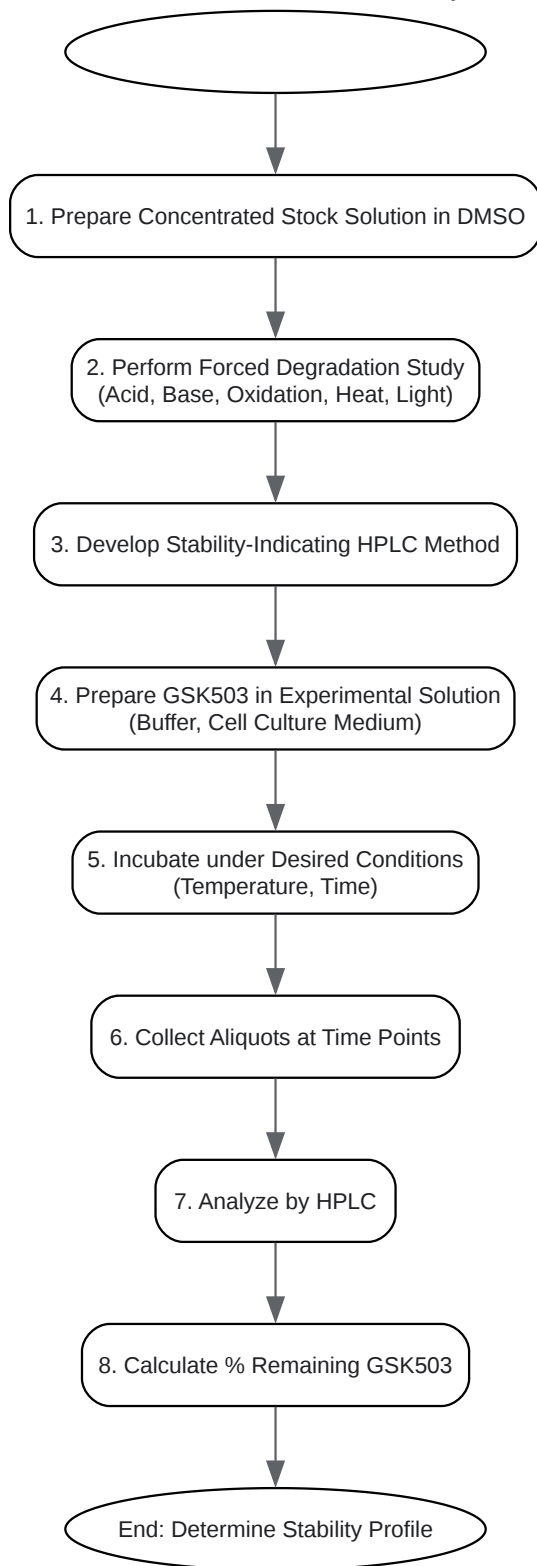 1. Prepare Concentrated Stock Solution in DMSO
2. Perform Forced Degradation Study
(Acid, Base, Oxidation, Heat, Light)
3. Develop Stability-Indicating HPLC Method
4. Prepare GSK503 in Experimental Solution
(Buffer, Cell Culture Medium)
5. Incubate under Desired Conditions
(Temperature, Time)
6. Collect Aliquots at Time Points
7. Analyze by HPLC
8. Calculate % Remaining GSK503
End: Determine Stability Profile